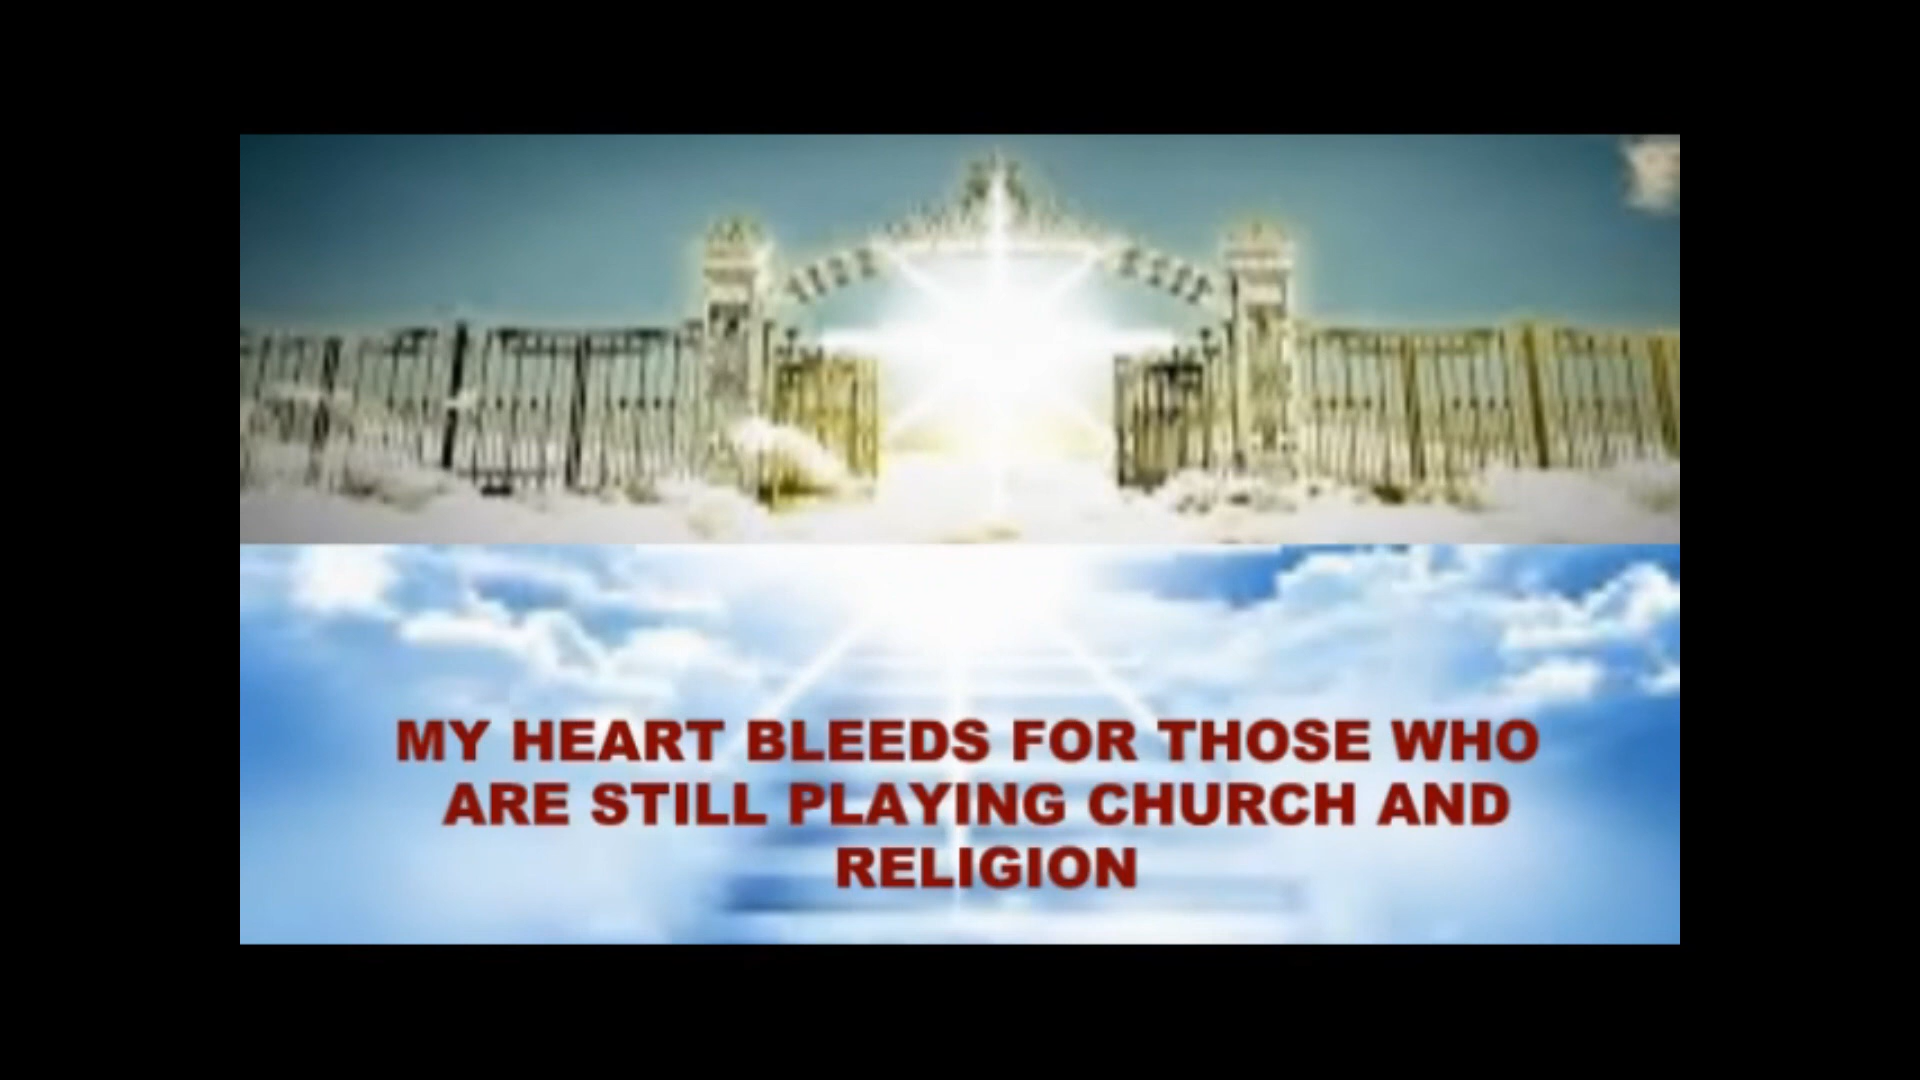 MY HEART BLEEDS FOR THOSE WHO
ARE STILL PLAYING CHURCH AND
RELIGION